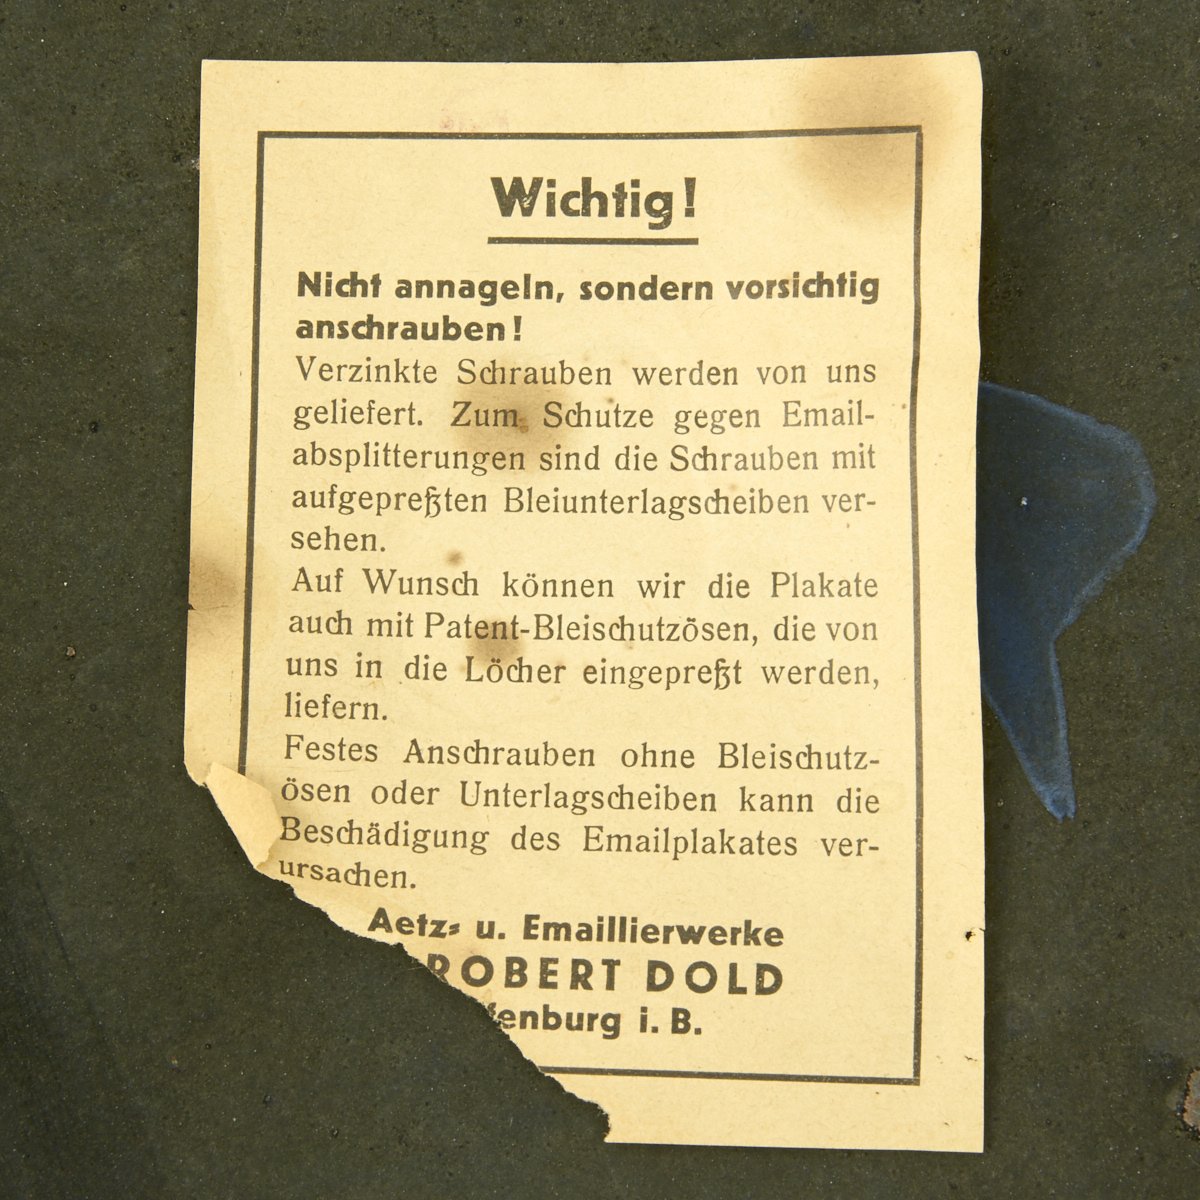 Wichtig!
Nicht annageln, sondern vorsichtig
anschrauben!
Verzinkte Schrauben werden von uns
geliefert. Zum Schutze gegen Email-
absplitterungen sind die Schrauben mit
aufgepreßten Bleiunterlagscheiben ver-
sehen.
Auf Wunsch können wir die Plakate
auch mit Patent-Bleischutzösen, die von
uns in die Löcher eingepreßt werden,
liefern.
Festes Anschrauben ohne Bleischutz-
ösen oder Unterlagscheiben kann die
Beschädigung des Emailplakates ver-
ursachen.
Aetz- u. Emaillierwerke
ROBERT DOLD
fenburg i. B.